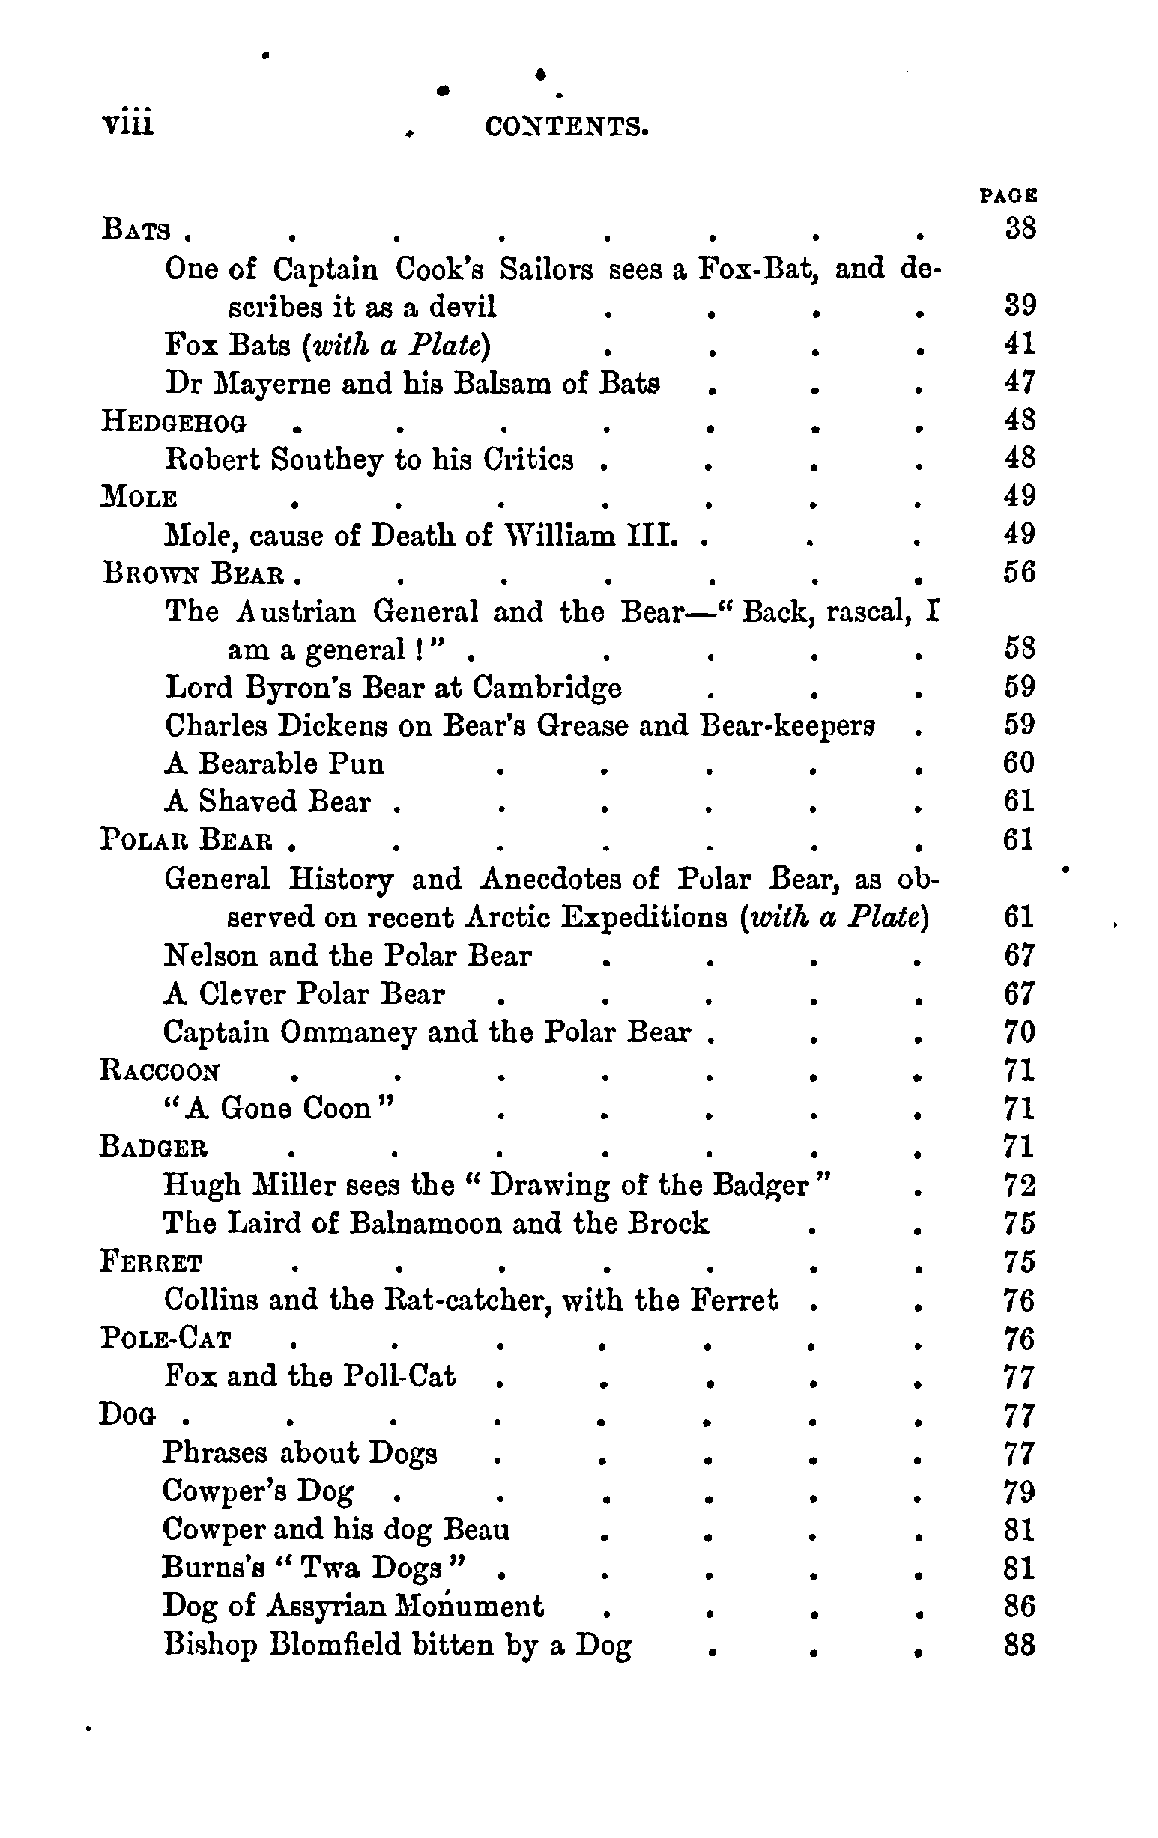 viii CONTENTS.
PAGE
BATS . . . . . . . . 38
One of Captain Cook's Sailors sees a Fox-Bat, and de-
scribes it as a devil . . . . 39
Fox Bats (with a Plate) . . . . 41
Dr Mayerne and his Balsam of Bats . . . 47
HEDGEHOG . . . . . . . 48
Robert Southey to his Critics . . . . 48
MOLE . . . . . . . 49
Mole, cause of Death of William III. . . . 49
BROWN BEAR . . . . . . . 56
The Austrian General and the Bear—“ Back, rascal, I
am a general ! ” . . . . . 58
Lord Byron's Bear at Cambridge . . . 59
Charles Dickens on Bear's Grease and Bear-keepers . 59
A Bearable Pun . . . . . 60
A Shaved Bear . . . . . . 61
POLAR BEAR . . . . . . . 61
General History and Anecdotes of Polar Bear, as ob-
served on recent Arctic Expeditions (with a Plate) 61
Nelson and the Polar Bear . . . . 67
A Clever Polar Bear . . . . . 67
Captain Ommaney and the Polar Bear . . . 70
RACCOON . . . . . . . 71
“A Gone Coon” . . . . . 71
BADGER . . . . . . . 71
Hugh Miller sees the “ Drawing of the Badger ” . 72
The Laird of Balnamoon and the Brock . . 75
FERRET . . . . . . . 75
Collins and the Rat-catcher, with the Ferret . . 76
POLE-CAT . . . . . . . 76
Fox and the Poll-Cat . . . . . 77
DOG . . . . . . . . 77
Phrases about Dogs . . . . . 77
Cowper's Dog . . . . . . 79
Cowper and his dog Beau . . . . 81
Burns's “ Twa Dogs ” . . . . . 81
Dog of Assyrian Monument . . . . 86
Bishop Blomfield bitten by a Dog . . . 88